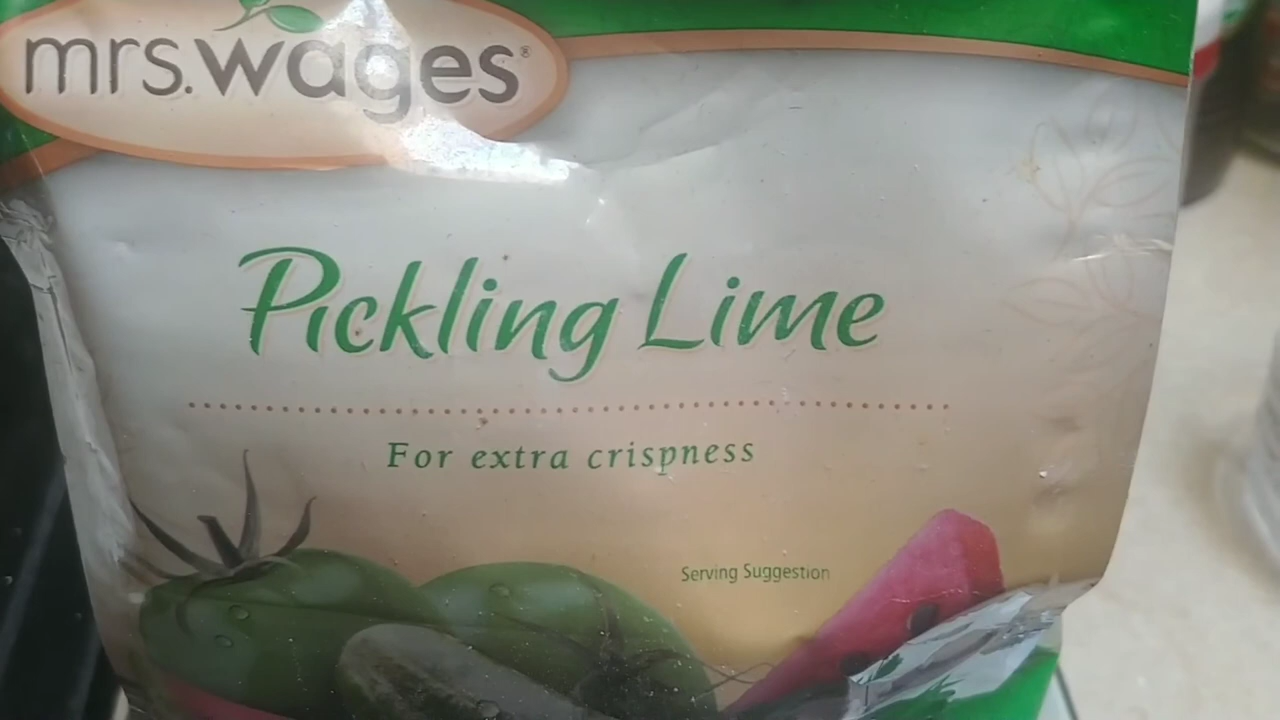 mrs.wages®
Pickling Lime
For extra crispness
Serving Suggestion